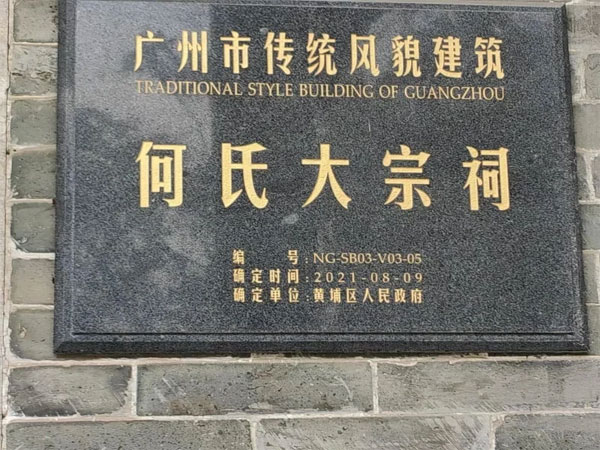 广州市传统风貌建筑
TRADITIONAL STYLE BUILDING OF GUANGZHOU
何氏大宗祠
编 号:NG-SB03-V03-05
确定时间:2021-08-09
确定单位:黄埔区人民政府